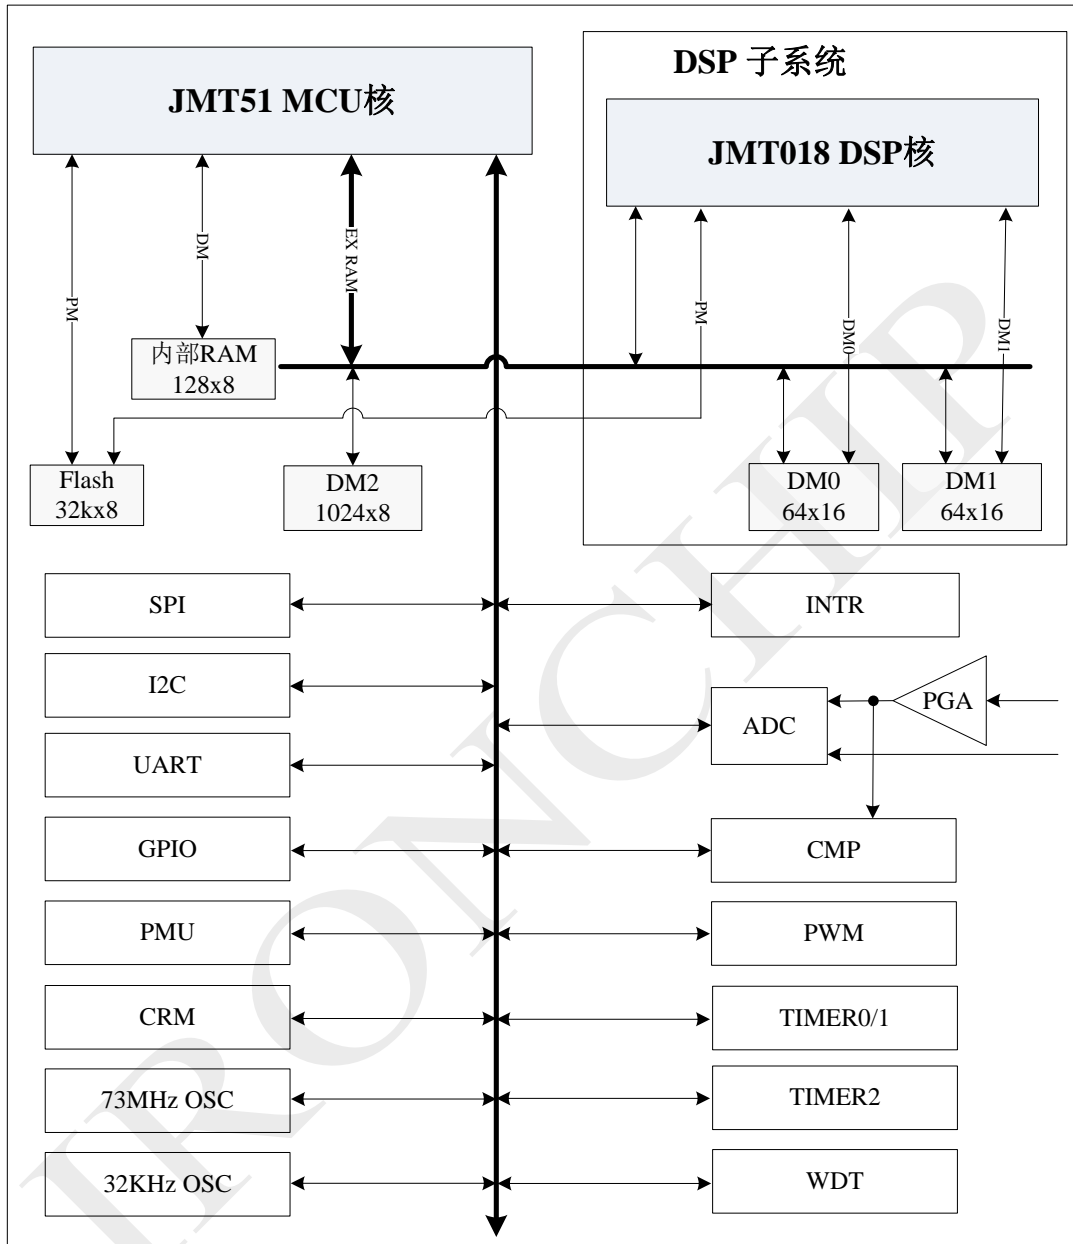 DSP 子系统
JMT51 MCU核
JMT018 DSP核
PM
DM
EX RAM
PM
DM0
DM1
内部RAM
128x8
Flash
32kx8
DM2
1024x8
DM0
64x16
DM1
64x16
SPI
INTR
I2C
ADC
PGA
UART
GPIO
CMP
PMU
PWM
CRM
TIMER0/1
73MHz OSC
TIMER2
32KHz OSC
WDT
IRONCHIP